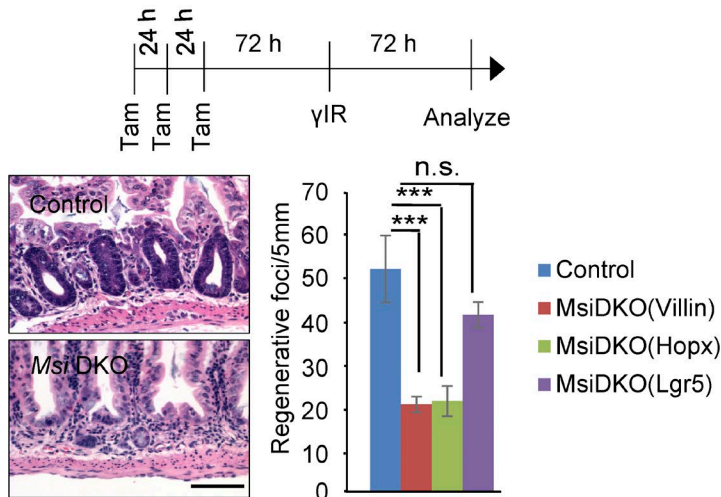 24 h
24 h
72 h
72 h
Tam
Tam
Tam
γIR
Analyze
Control
Msi DKO
n.s.
***
***
Regenerative foci/5mm
70
60
50
40
30
20
10
0
Control
MsiDKO(Villin)
MsiDKO(Hopx)
MsiDKO(Lgr5)